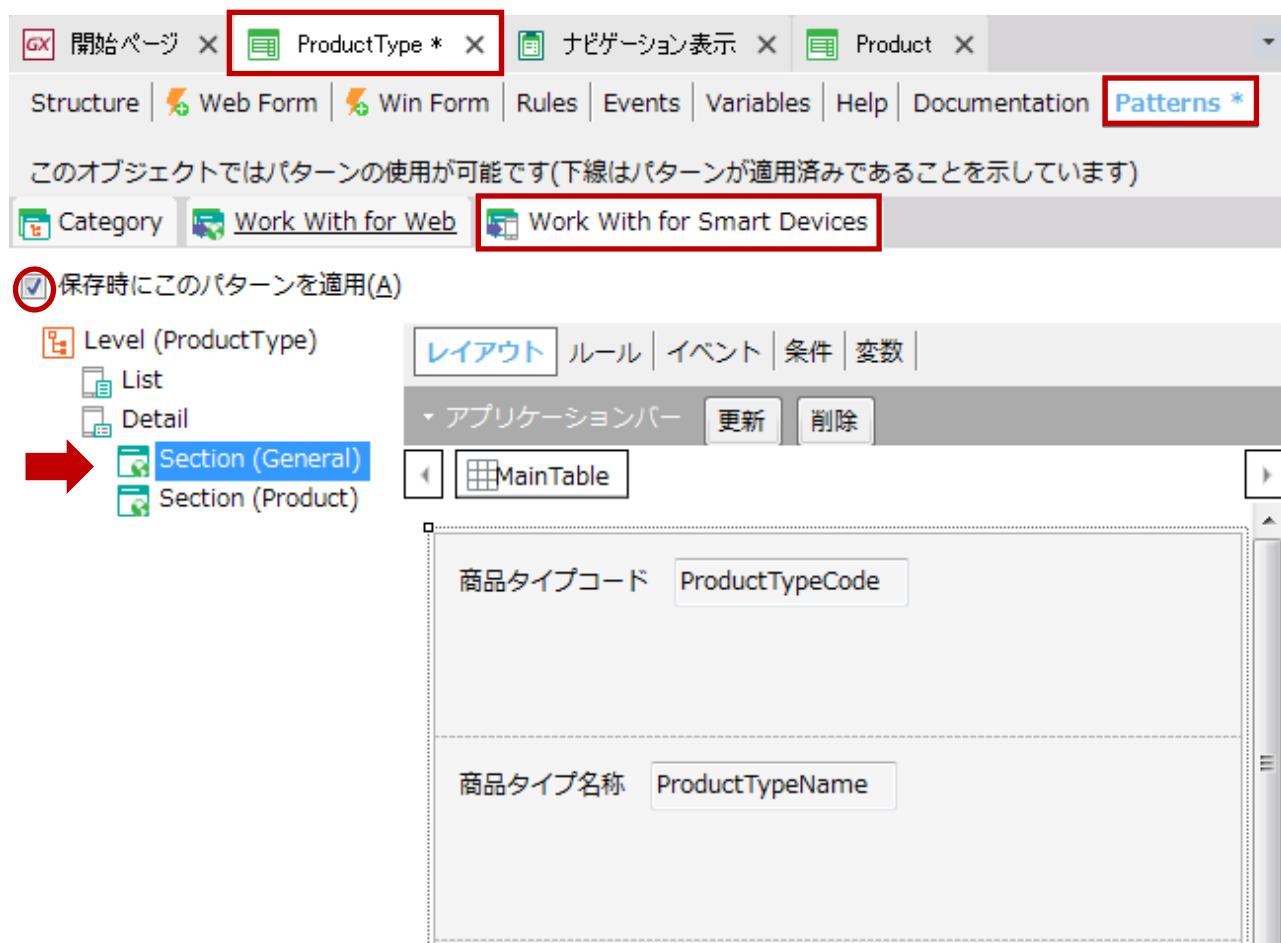 GX 開始ページ × ProductType * × ナビゲーション表示 × Product ×
Structure Web Form Win Form Rules Events Variables Help Documentation Patterns *
このオブジェクトではパターンの使用が可能です(下線はパターンが適用済みであることを示しています)
Category Work With for Web Work With for Smart Devices
保存時にこのパターンを適用(A)
Level (ProductType)
List
Detail
Section (General)
Section (Product)
レイアウト ルール イベント 条件 変数
アプリケーションバー 更新 削除
MainTable
商品タイプコード ProductTypeCode
商品タイプ名称 ProductTypeName